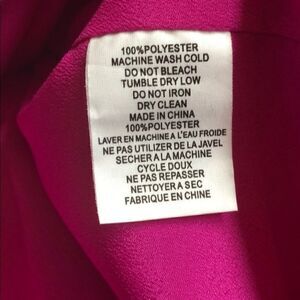 100%POLYESTER
MACHINE WASH COLD
DO NOT BLEACH
TUMBLE DRY LOW
DO NOT IRON
DRY CLEAN
MADE IN CHINA
100%POLYESTER
LAVER EN MACHINE A L'EAU FROIDE
NE PAS UTILIZER DE LA JAVEL
SECHER A LA MACHINE
CYCLE DOUX
NE PAS REPASSER
NETTOYER A SEC
FABRIQUE EN CHINE